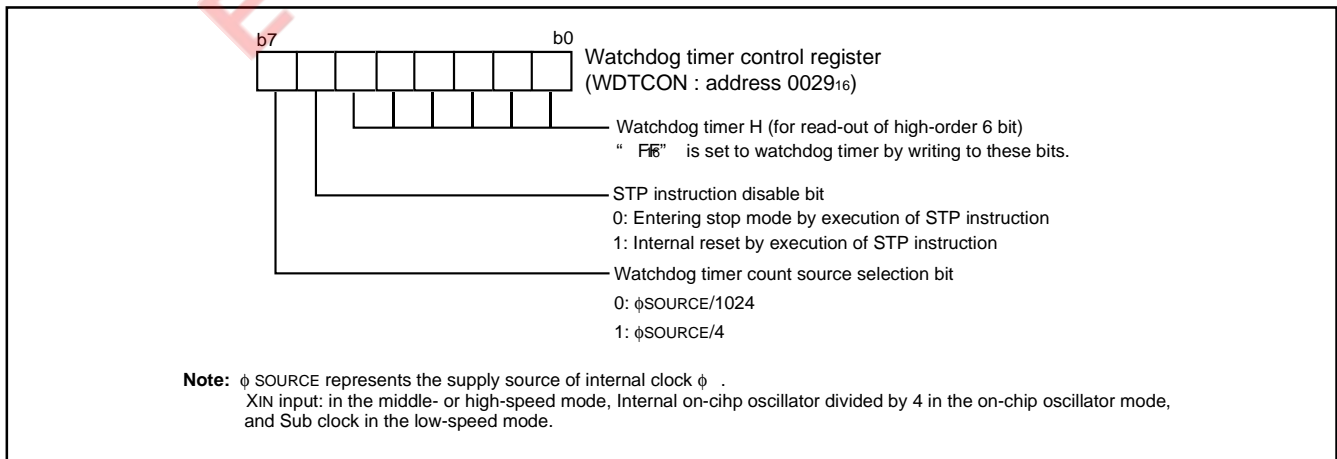 b7 b0
Watchdog timer control register
(WDTCON : address 002916)
Watchdog timer H (for read-out of high-order 6 bit)
“ ” is set to watchdog timer by writing to these bits.
STP instruction disable bit
0: Entering stop mode by execution of STP instruction
1: Internal reset by execution of STP instruction
Watchdog timer count source selection bit
0: ϕSOURCE/1024
1: ϕSOURCE/4
Note: ϕ SOURCE represents the supply source of internal clock ϕ .
XIN input: in the middle- or high-speed mode, Internal on-cihp oscillator divided by 4 in the on-chip oscillator mode,
and Sub clock in the low-speed mode.